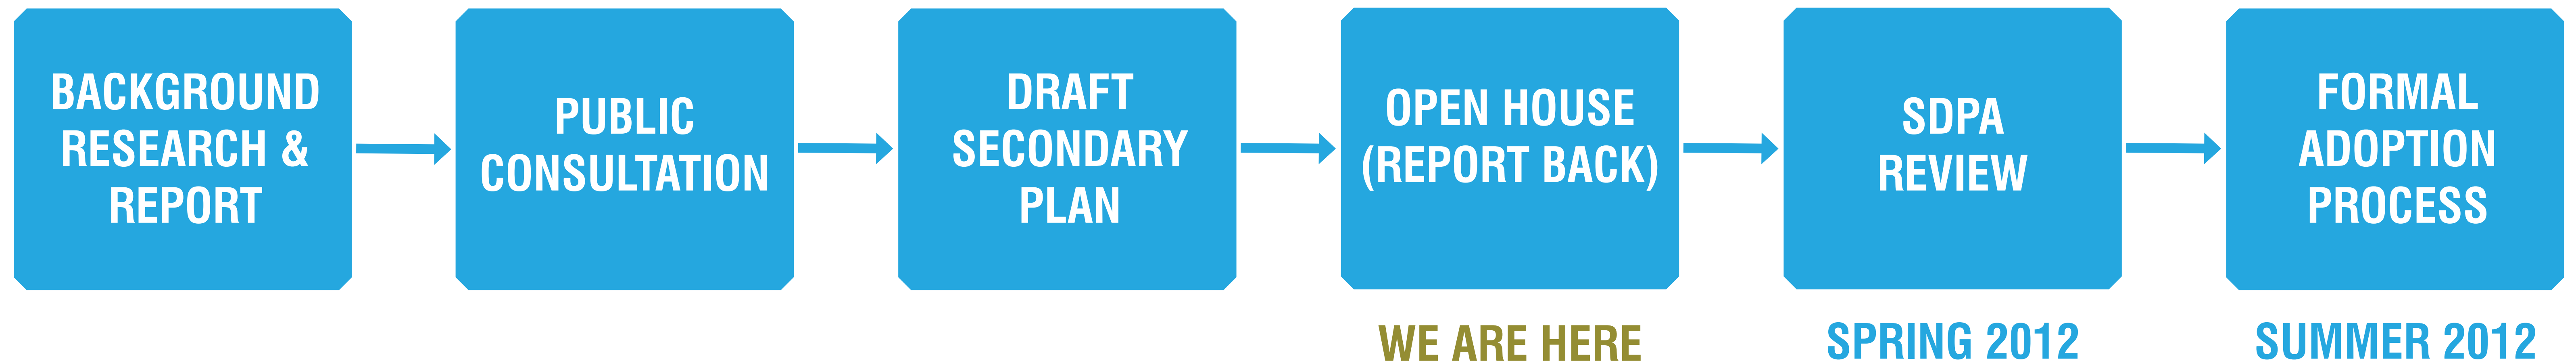 BACKGROUND
RESEARCH &
REPORT
PUBLIC
CONSULTATION
DRAFT
SECONDARY
PLAN
OPEN HOUSE
(REPORT BACK)
SDPA
REVIEW
FORMAL
ADOPTION
PROCESS
WE ARE HERE
SPRING 2012
SUMMER 2012